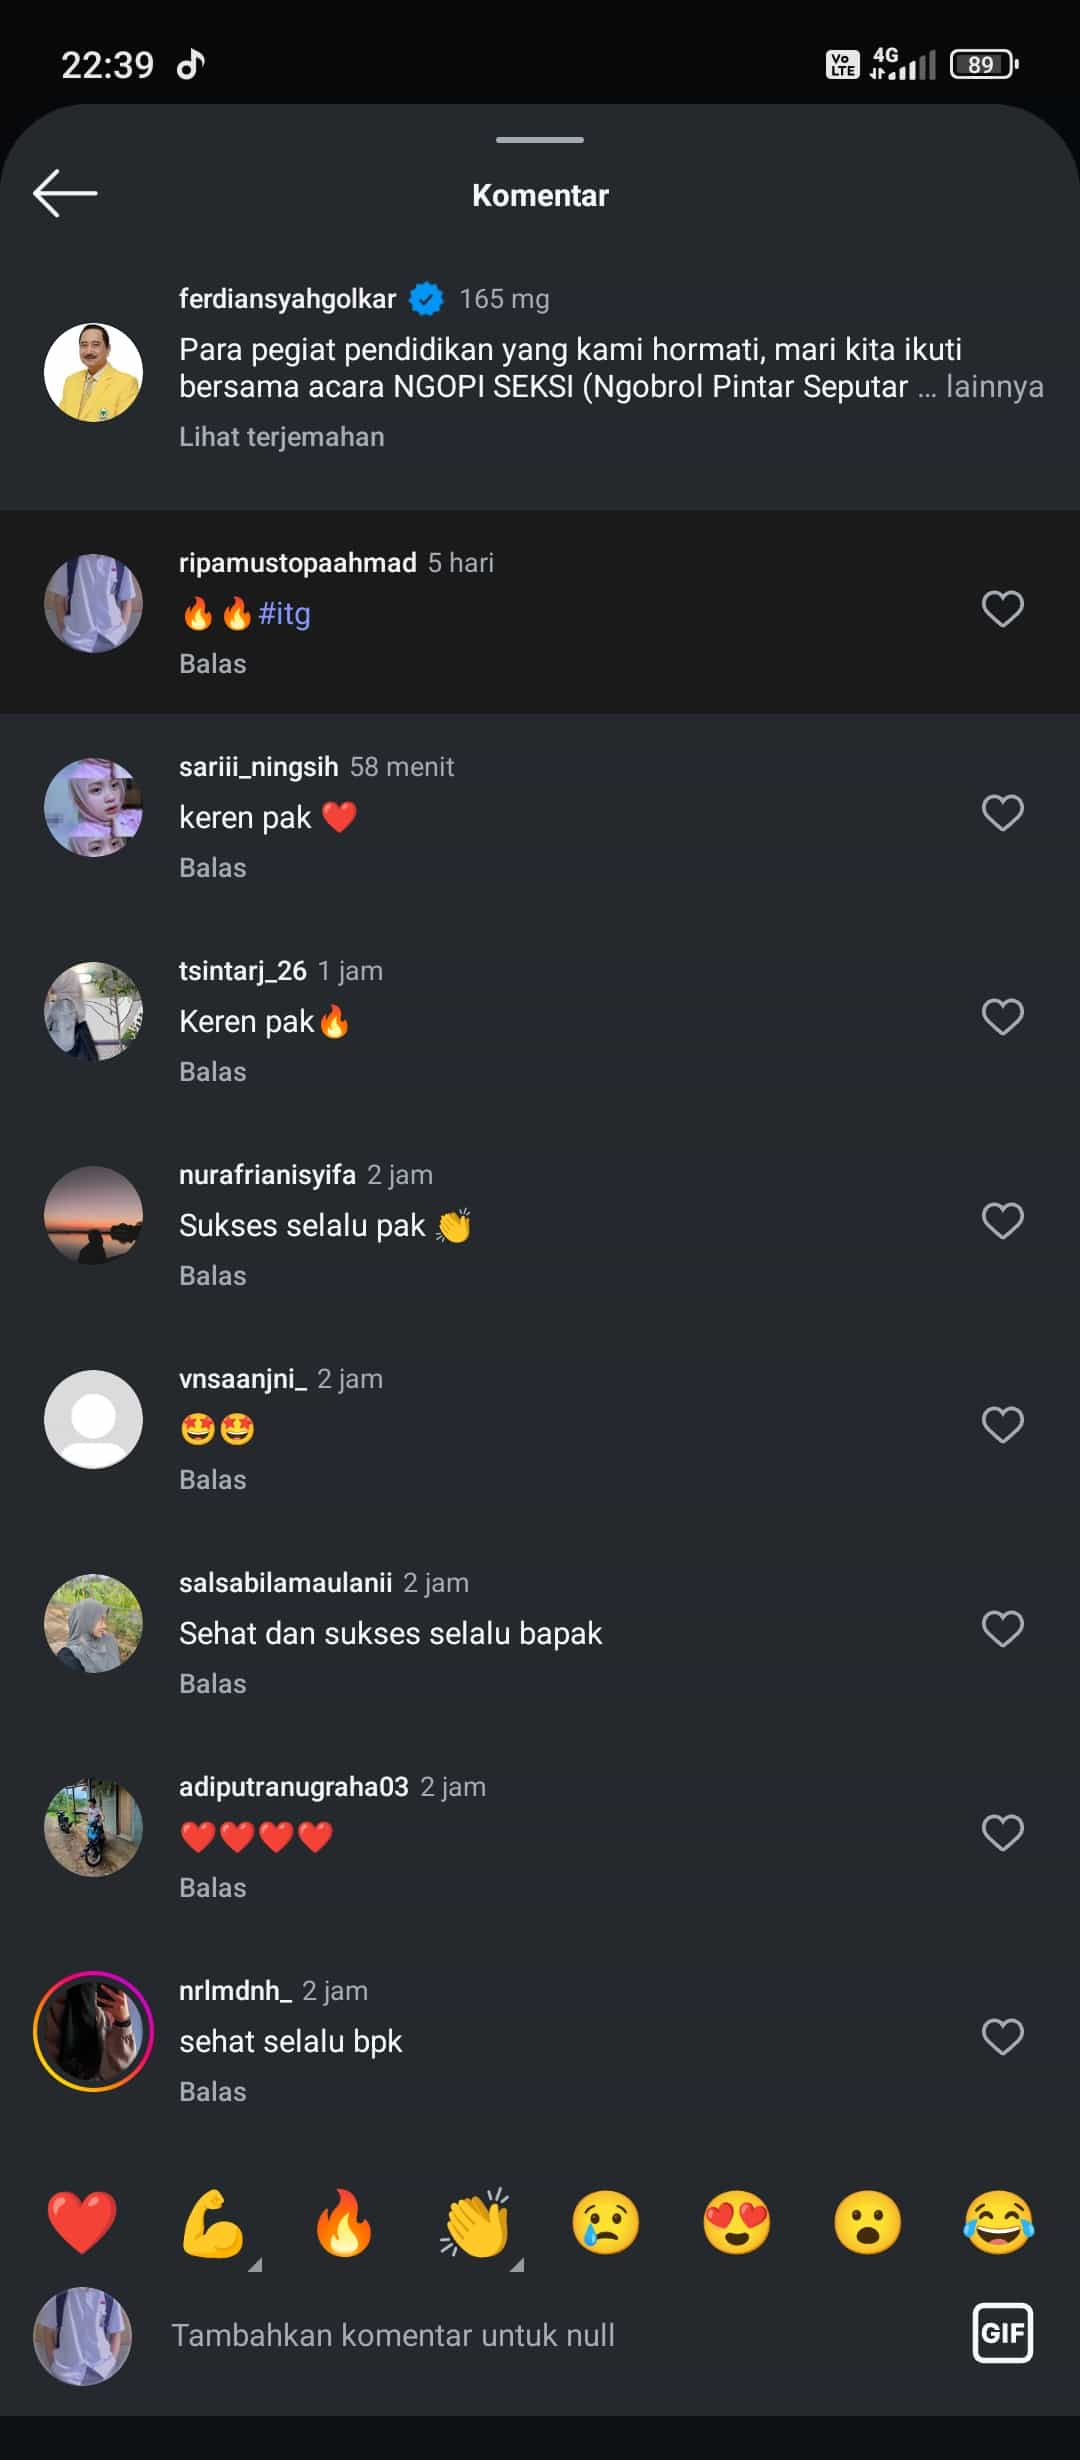 22:39
Vo LTE 4G 89
Komentar
ferdiansyahgolkar 165 mg
Para pegiat pendidikan yang kami hormati, mari kita ikuti
bersama acara NGOPI SEKSI (Ngobrol Pintar Seputar ... lainnya
Lihat terjemahan
ripamustopaahmad 5 hari
🔥🔥#itg
Balas
sariii_ningsih 58 menit
keren pak ❤️
Balas
tsintarj_26 1 jam
Keren pak🔥
Balas
nurafrianisyifa 2 jam
Sukses selalu pak 👏
Balas
vnsaanjni_ 2 jam
🤩🤩
Balas
salsabilamaulanii 2 jam
Sehat dan sukses selalu bapak
Balas
adiputranugraha03 2 jam
❤️❤️❤️❤️
Balas
nrlmdnh_ 2 jam
sehat selalu bpk
Balas
❤️ 💪 🔥 👏 😢 😍 😮 😂
Tambahkan komentar untuk null
GIF